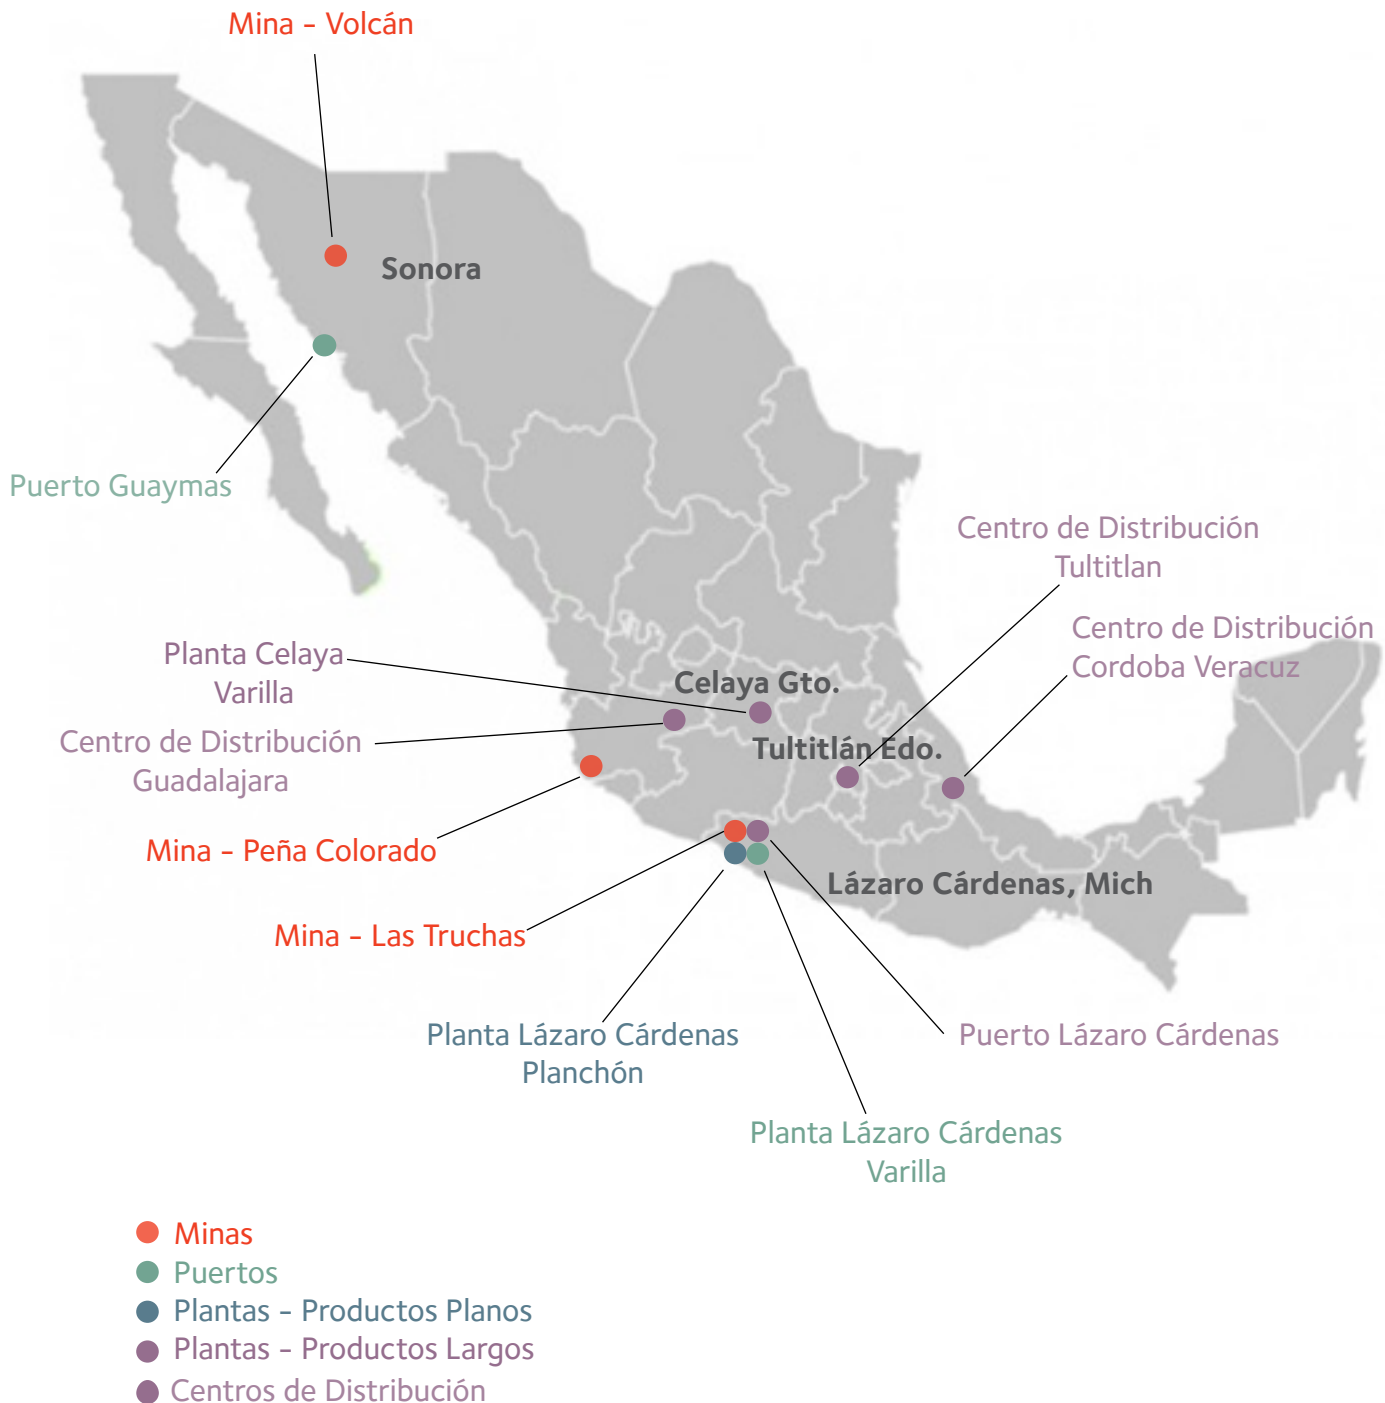 Mina - Volcán
Sonora
Puerto Guaymas
Centro de Distribución
Tultitlan
Centro de Distribución
Cordoba Veracuz
Planta Celaya
Varilla
Celaya Gto.
Centro de Distribución
Guadalajara
Tultitlán Edo.
Mina - Peña Colorado
Lázaro Cárdenas, Mich
Mina - Las Truchas
Planta Lázaro Cárdenas
Planchón
Puerto Lázaro Cárdenas
Planta Lázaro Cárdenas
Varilla
Minas
Puertos
Plantas - Productos Planos
Plantas - Productos Largos
Centros de Distribución